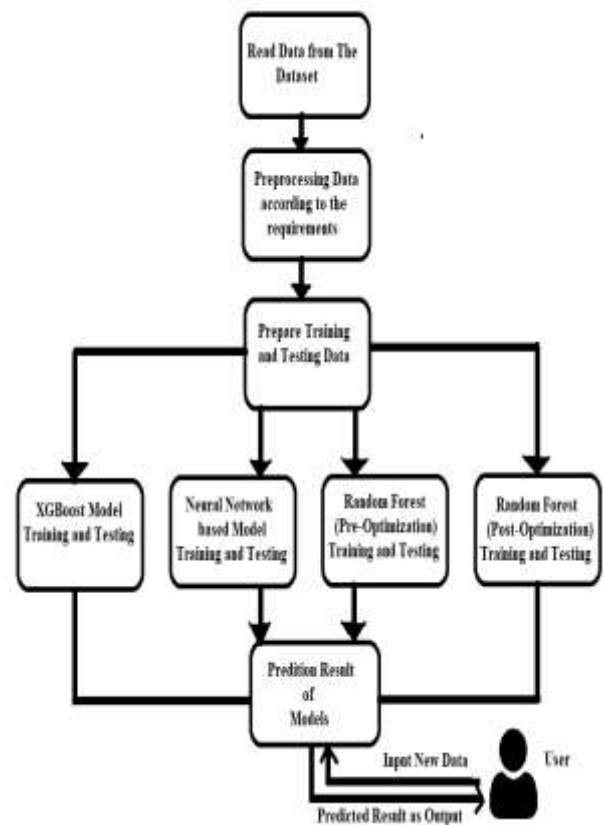 Read Data from The
Dataset
Preprocessing Data
according to the
requirements
Prepore Training
and Testing Data
XGBoost Model
Training and Testing
Neural Network
based Model
Training and Testing
Random Forest
(Pre-Optimization)
Training and Testing
Random Forest
(Post-Optimization)
Training and Testing
Predition Result
of
Models
Input New Data
User
Predicted Result as Output